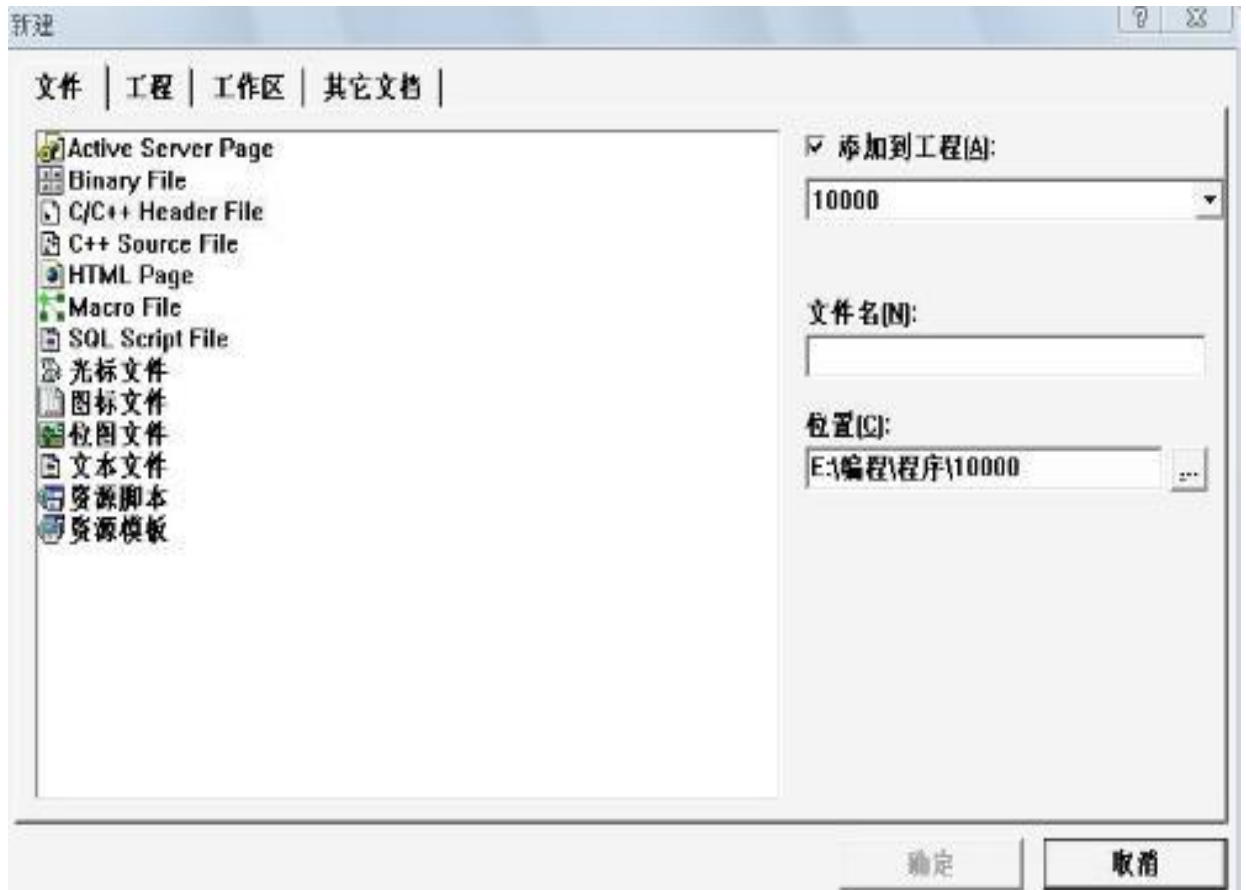 新建
文件 工程 工作区 其它文档
Active Server Page
Binary File
C/C++ Header File
C++ Source File
HTML Page
Macro File
SQL Script File
光标文件
图标文件
位图文件
文本文件
资源脚本
资源模板
添加到工程(A):
10000
文件名(N):
位置(C):
E:\编程\程序\10000
...
确定
取消